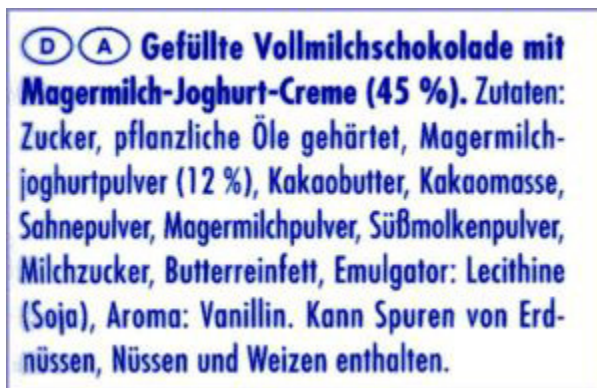 D A Gefüllte Vollmilchschokolade mit
Magermilch-Joghurt-Creme (45 %). Zutaten:
Zucker, pflanzliche Öle gehärtet, Magermilch-
joghurtpulver (12 %), Kakaobutter, Kakaomasse,
Sahnepulver, Magermilchpulver, Süßmolkenpulver,
Milchzucker, Butterreinfett, Emulgator: Lecithine
(Soja), Aroma: Vanillin. Kann Spuren von Erd-
nüssen, Nüssen und Weizen enthalten.